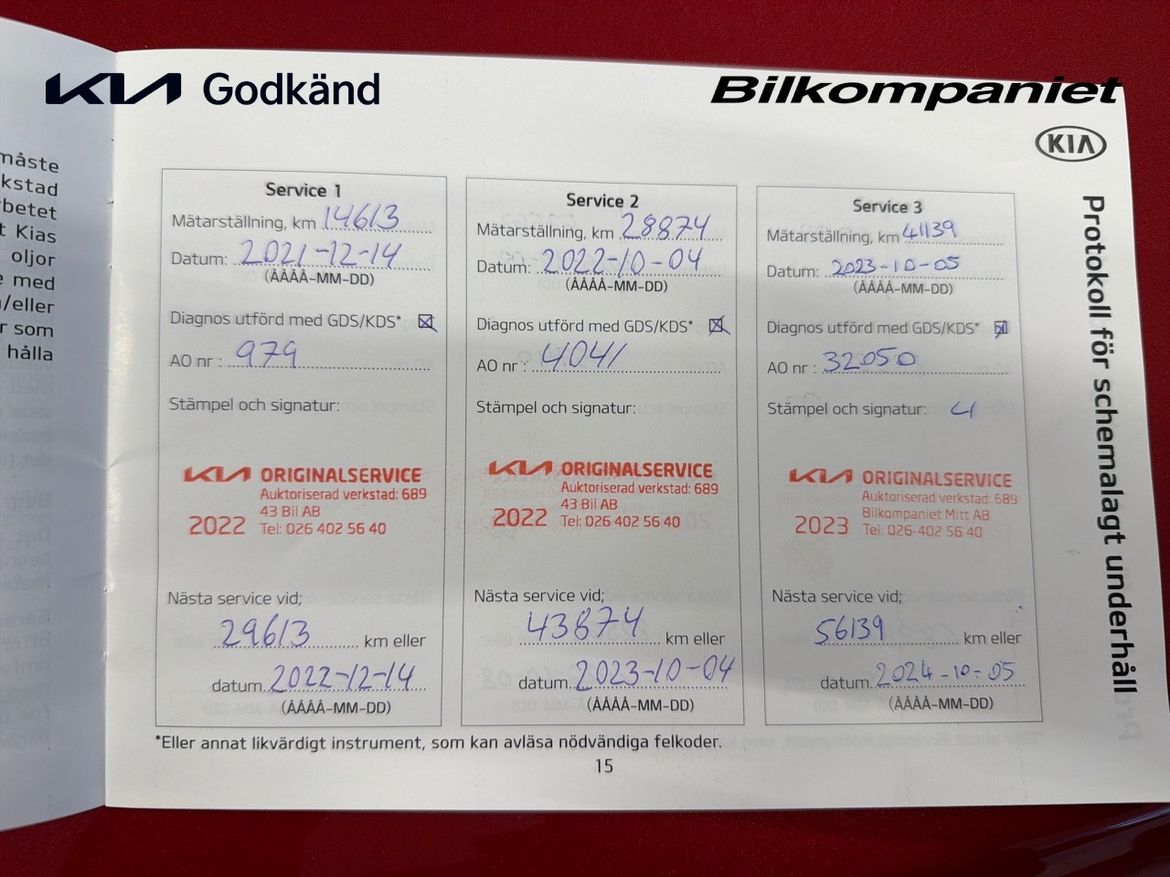 KIA Godkänd
Bilkompaniet
KIA
måste
kstad
betet
t Kias
oljor
e med
/eller
r som
hålla
Service 1
Mätarställning, km 14613
Datum: 2021-12-14
(ÅÅÅÅ-MM-DD)
Diagnos utförd med GDS/KDS*
AO nr : 979
Stämpel och signatur:
KIA ORIGINALSERVICE
Auktoriserad verkstad: 689
43 Bil AB
2022 Tel: 026 402 56 40
Nästa service vid;
29613 km eller
datum. 2022-12-14
(ÅÅÅÅ-MM-DD)
Service 2
Mätarställning, km 28874
Datum: 2022-10-04
(ÅÅÅÅ-MM-DD)
Diagnos utförd med GDS/KDS*
AO nr : 4041
Stämpel och signatur:
KIA ORIGINALSERVICE
Auktoriserad verkstad: 689
43 Bil AB
2022 Tel: 026 402 56 40
Nästa service vid;
43874 km eller
datum. 2023-10-04
(ÅÅÅÅ-MM-DD)
Service 3
Mätarställning, km 41139
Datum: 2023-10-05
(ÅÅÅÅ-MM-DD)
Diagnos utförd med GDS/KDS*
AO nr : 32050
Stämpel och signatur:
KIA ORIGINALSERVICE
Auktoriserad verkstad: 689
Bilkompaniet Mitt AB
2023 Tel: 026-402 56 40
Nästa service vid;
56139 km eller
datum. 2024-10-05
(ÅÅÅÅ-MM-DD)
*Eller annat likvärdigt instrument, som kan avläsa nödvändiga felkoder.
15
Protokoll för schemalagt underhåll